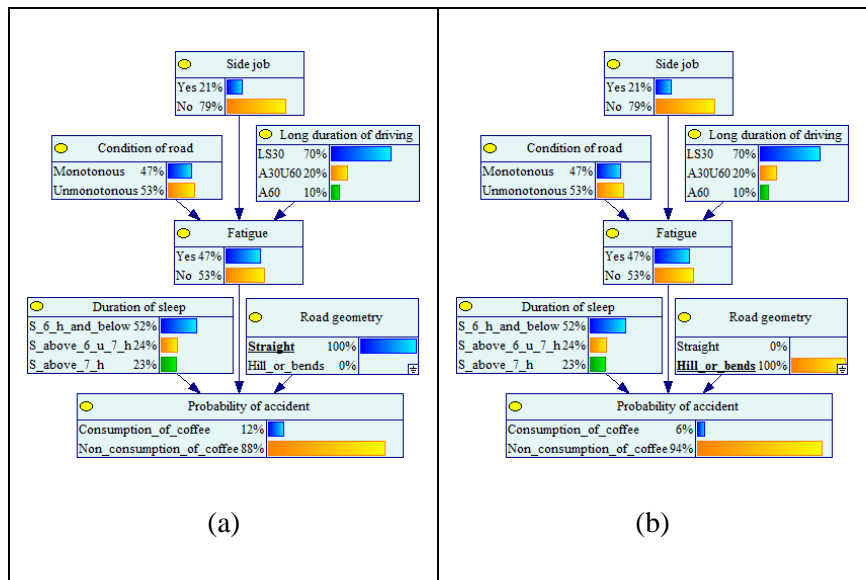 Side job
Yes 21%
No 79%
Condition of road
Monotonous 47%
Unmonotonous 53%
Long duration of driving
LS30 70%
A30U60 20%
A60 10%
Fatigue
Yes 47%
No 53%
Duration of sleep
S_6_h_and_below 52%
S_above_6_u_7_h 24%
S_above_7_h 23%
Road geometry
Straight 100%
Hill_or_bends 0%
Probability of accident
Consumption_of_coffee 12%
Non_consumption_of_coffee 88%
(a)
Side job
Yes 21%
No 79%
Condition of road
Monotonous 47%
Unmonotonous 53%
Long duration of driving
LS30 70%
A30U60 20%
A60 10%
Fatigue
Yes 47%
No 53%
Duration of sleep
S_6_h_and_below 52%
S_above_6_u_7_h 24%
S_above_7_h 23%
Road geometry
Straight 0%
Hill_or_bends 100%
Probability of accident
Consumption_of_coffee 6%
Non_consumption_of_coffee 94%
(b)